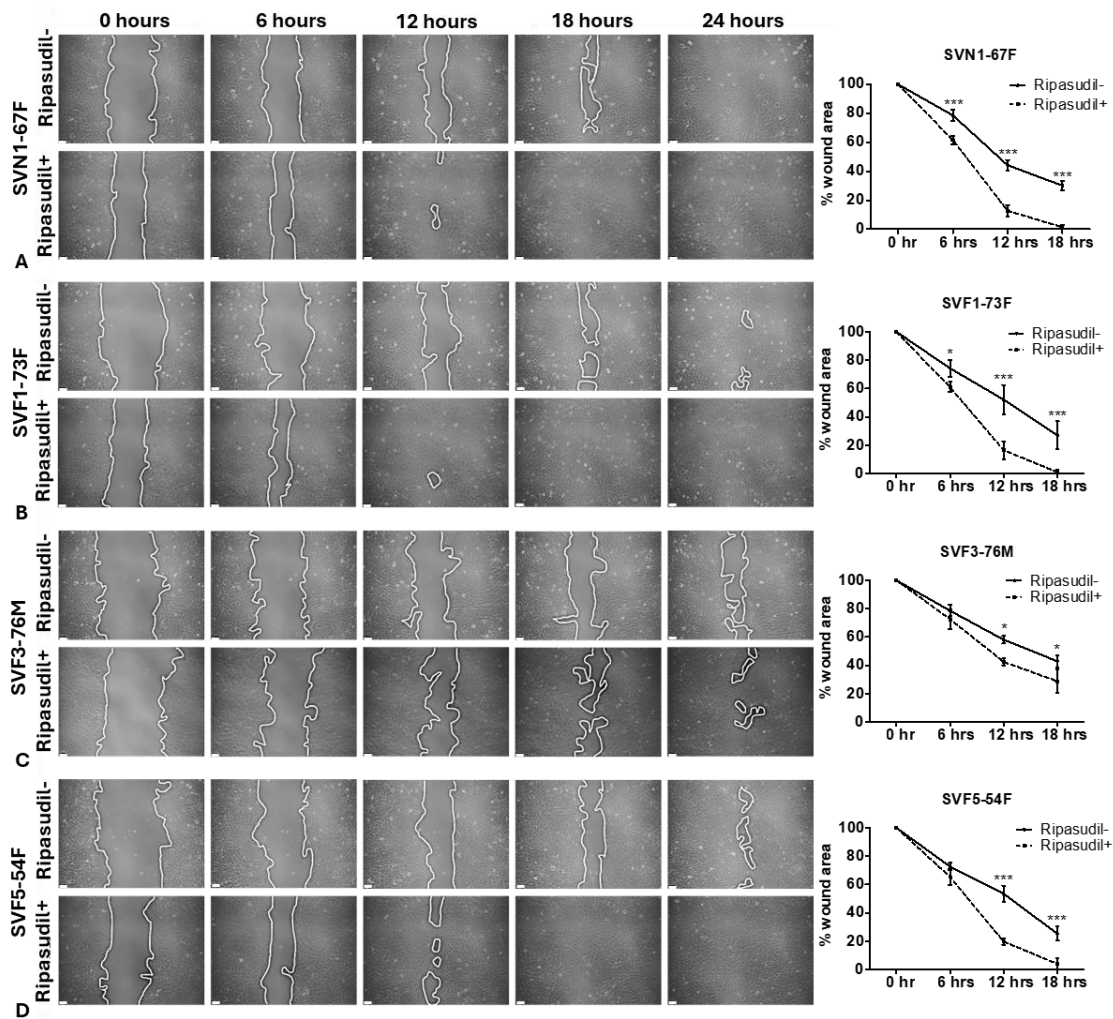 0 hours 6 hours 12 hours 18 hours 24 hours
SVN1-67F
Ripasudil-
Ripasudil+
A
SVN1-67F
% wound area
100
80
60
40
20
0
0 hr 6 hrs 12 hrs 18 hrs
Ripasudil-
Ripasudil+
***
***
***
SVF1-73F
Ripasudil-
Ripasudil+
B
SVF1-73F
% wound area
100
80
60
40
20
0
0 hr 6 hrs 12 hrs 18 hrs
Ripasudil-
Ripasudil+
*
***
***
SVF3-76M
Ripasudil-
Ripasudil+
C
SVF3-76M
% wound area
100
80
60
40
20
0
0 hr 6 hrs 12 hrs 18 hrs
Ripasudil-
Ripasudil+
*
*
SVF5-54F
Ripasudil-
Ripasudil+
D
SVF5-54F
% wound area
100
80
60
40
20
0
0 hr 6 hrs 12 hrs 18 hrs
Ripasudil-
Ripasudil+
***
***